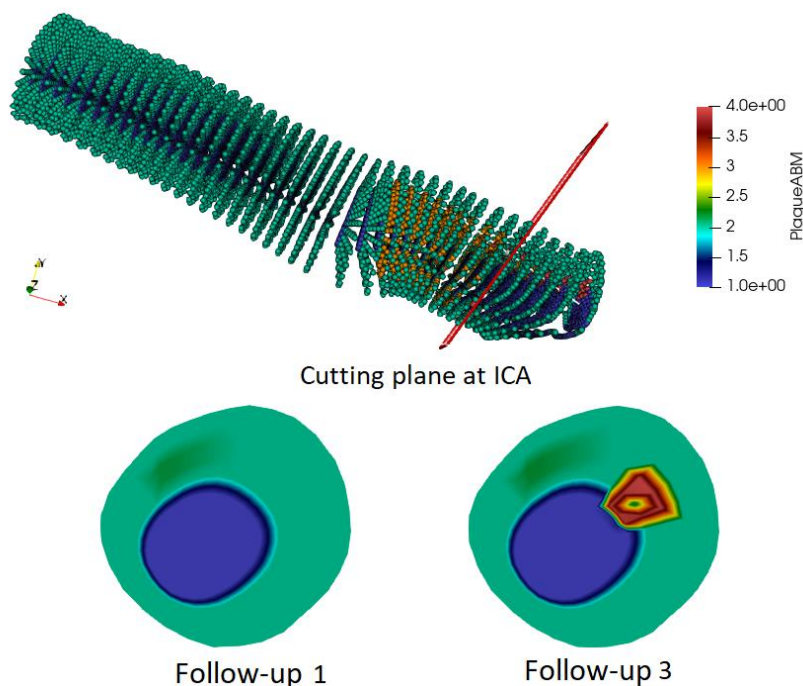 4.0e+00
3.5
3
2.5
2
1.5
1.0e+00
PlaqueABM
Y
Z
X
Cutting plane at ICA
Follow-up 1
Follow-up 3